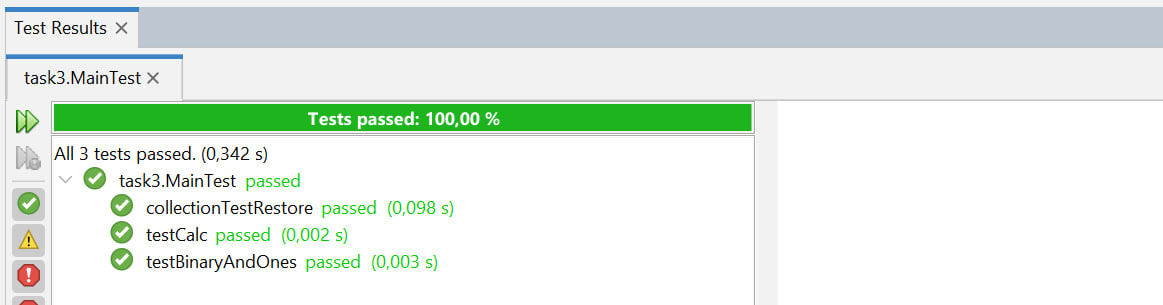 Test Results
task3.MainTest
Tests passed: 100,00 %
All 3 tests passed. (0,342 s)
task3.MainTest passed
collectionTestRestore passed (0,098 s)
testCalc passed (0,002 s)
testBinaryAndOnes passed (0,003 s)